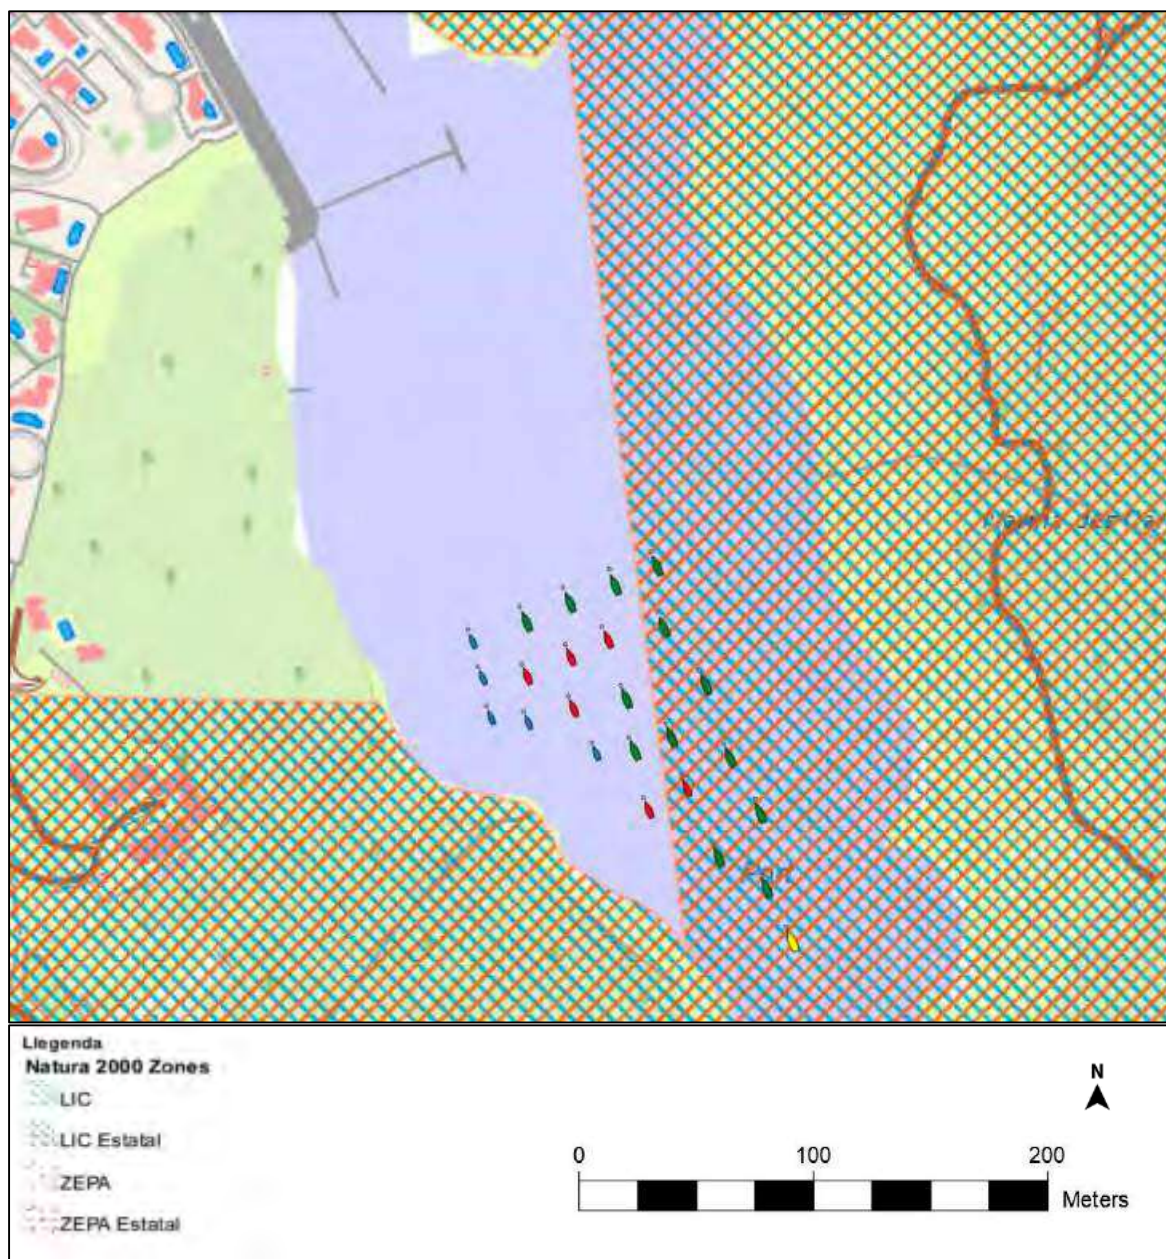 Llegenda
Natura 2000 Zones
LIC
LIC Estatal
ZEPA
ZEPA Estatal
N
0 100 200
Meters